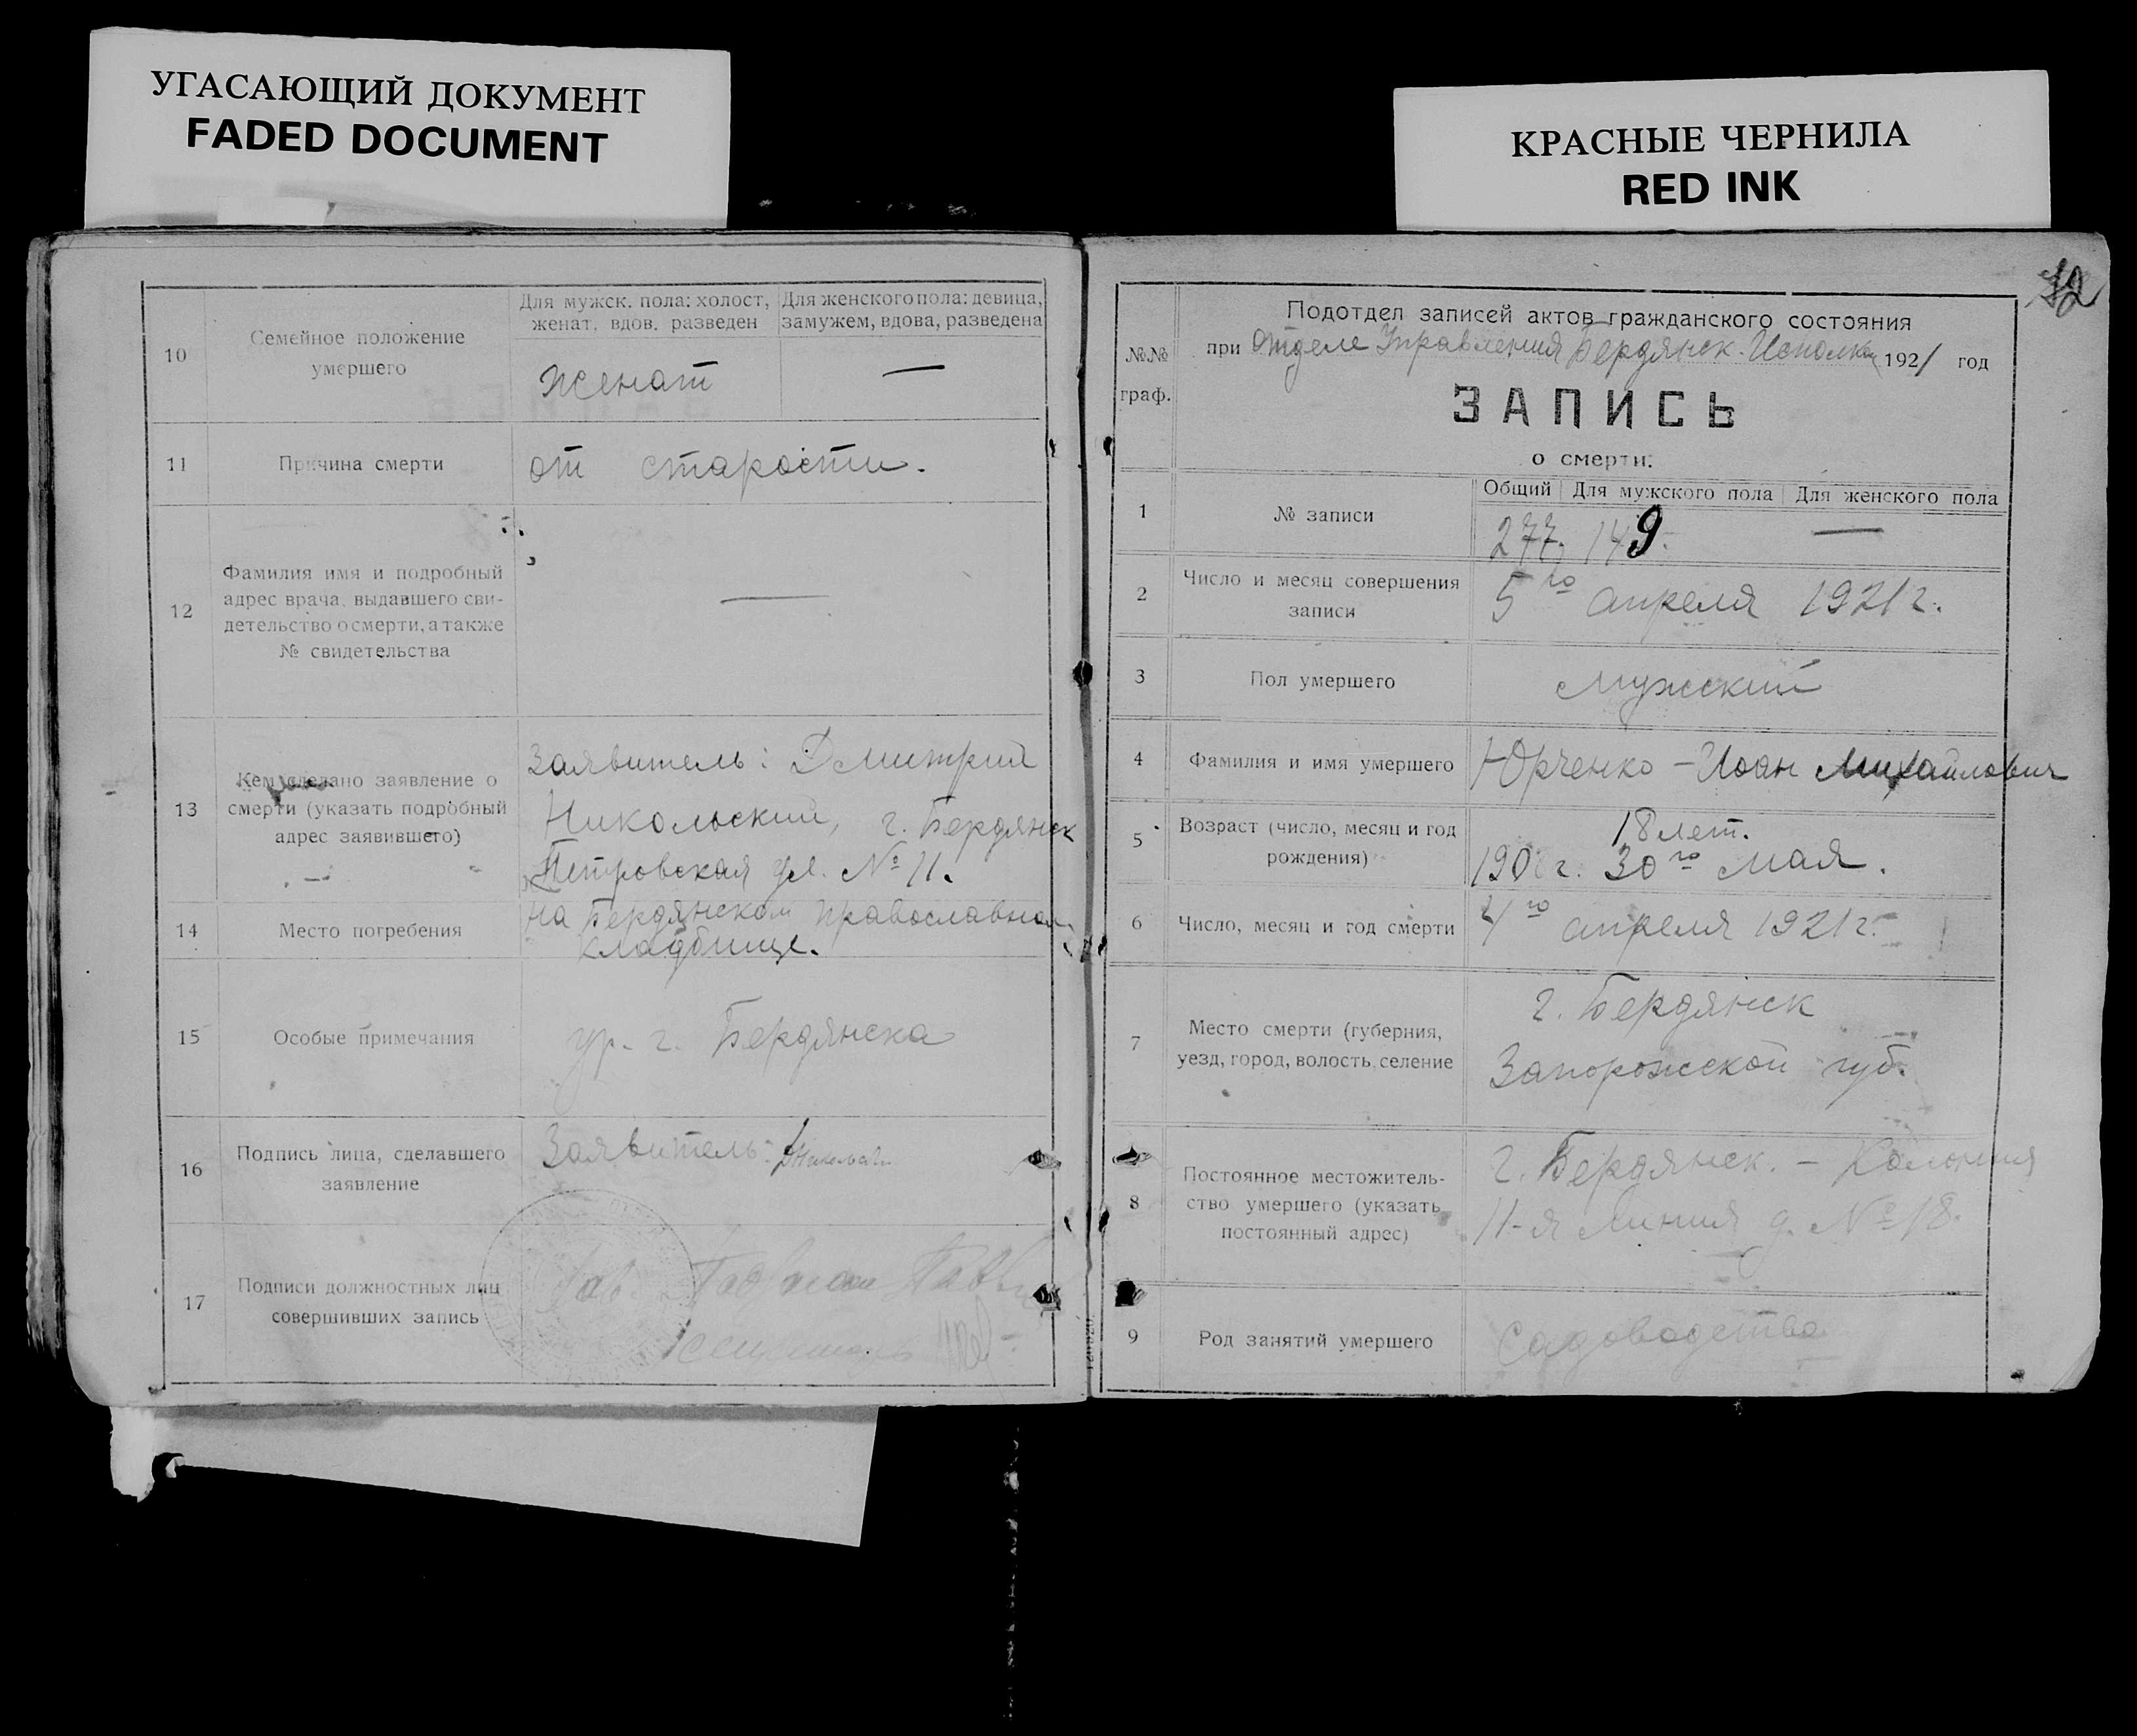 УГАСАЮЩИЙ ДОКУМЕНТ
FADED DOCUMENT
КРАСНЫЕ ЧЕРНИЛА
RED INK
10
Семейное положение
умершего
Для мужск. пола: холост,
женат, вдов, разведен
Для женского пола: девица,
замужем, вдова, разведена
Женат
—
11
Причина смерти
от старости.
12
Фамилия имя и подробный
адрес врача, выдавшего сви-
детельство о смерти, а также
№ свидетельства
—
13
Кем сделано заявление о
смерти (указать подробный
адрес заявившего)
Заявитель: Дмитрий
Никольский, г. Бердянск
Петровская ул. № 11.
14
Место погребения
На Бердянском православном
кладбище.
15
Особые примечания
ур. г. Бердянска
16
Подпись лица, сделавшего
заявление
Заявитель:
17
Подписи должностных лиц
совершивших запись
72
№№
граф.
Подотдел записей актов гражданского состояния
при Отделе Управления Бердянск. Исполком 1921 год
ЗАПИСЬ
о смерти:
1
№ записи
Общий
Для мужского пола
Для женского пола
277. 149. —
2
Число и месяц совершения
записи
5го апреля 1921 г.
3
Пол умершего
Мужский
4
Фамилия и имя умершего
Юрченко - Иоан Михайлович
5
Возраст (число, месяц и год
рождения)
18 лет.
г. 30го мая.
6
Число, месяц и год смерти
4го апреля 1921 г.
7
Место смерти (губерния,
уезд, город, волость, селение
г. Бердянск
Запорожской губ.
8
Постоянное местожитель-
ство умершего (указать
постоянный адрес)
г. Бердянск. - Колония
11-я Линия д. № 18.
9
Род занятий умершего
Садоводство